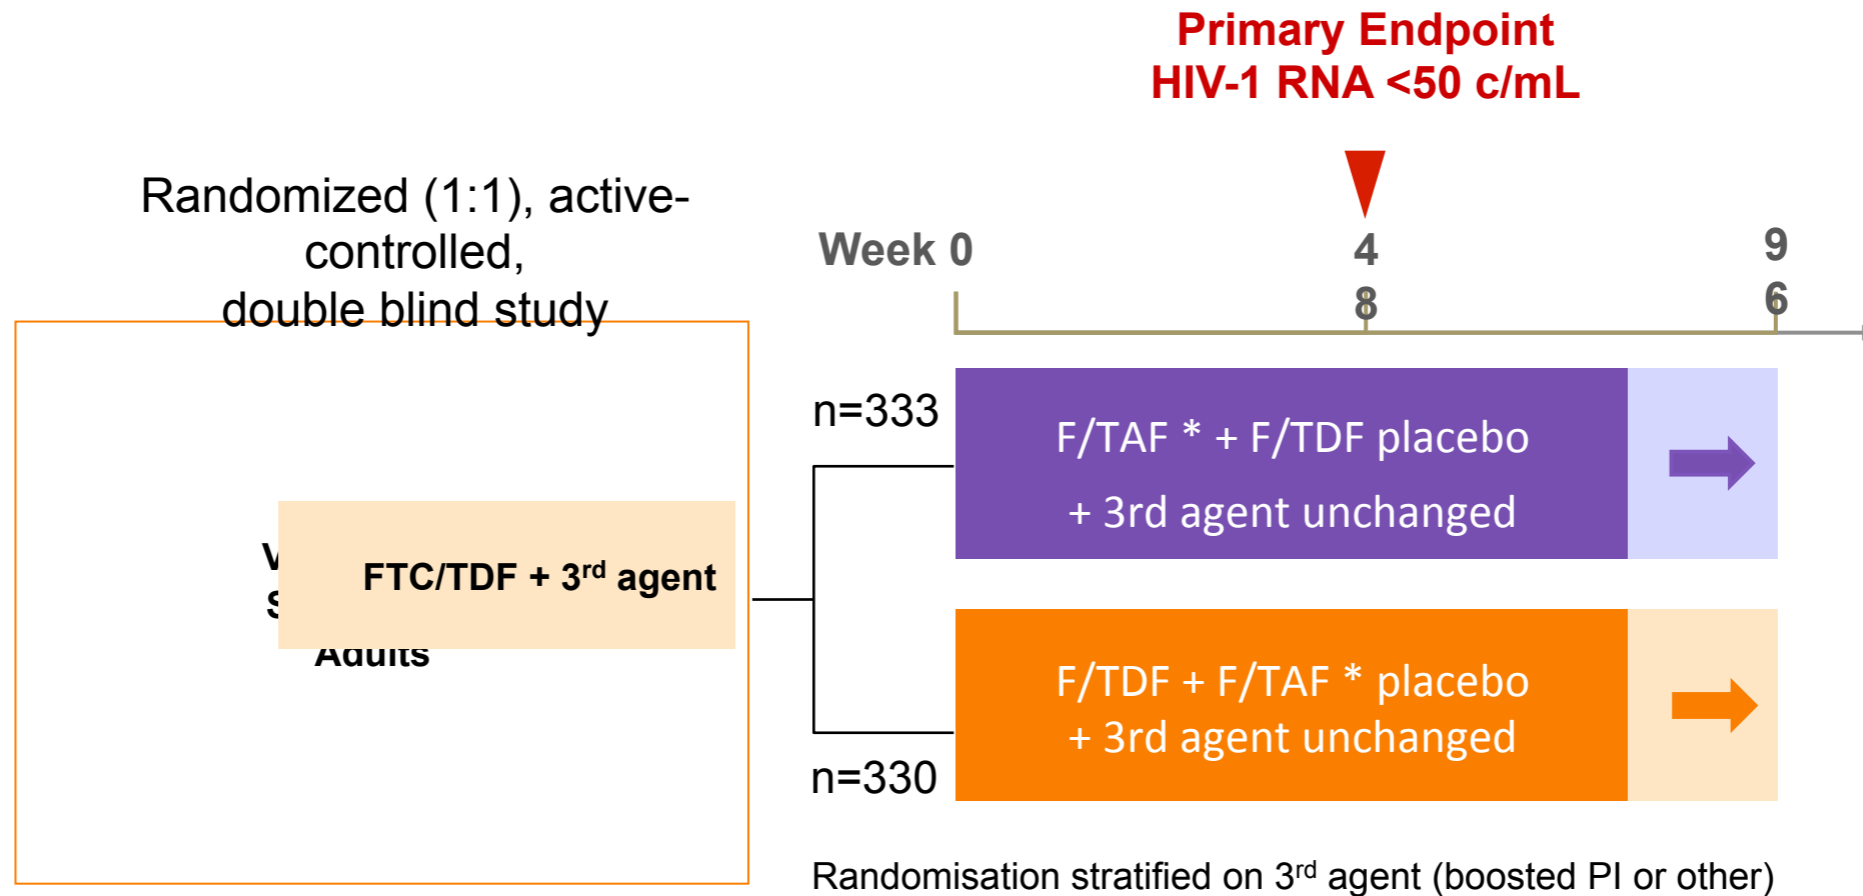 Primary Endpoint
HIV-1 RNA <50 c/mL
Randomized (1:1), active-
controlled,
double blind study
Week 0
4
8
9
6
n=333
F/TAF * + F/TDF placebo
+ 3rd agent unchanged
FTC/TDF + 3rd agent
Adults
F/TDF + F/TAF * placebo
+ 3rd agent unchanged
n=330
Randomisation stratified on 3rd agent (boosted PI or other)